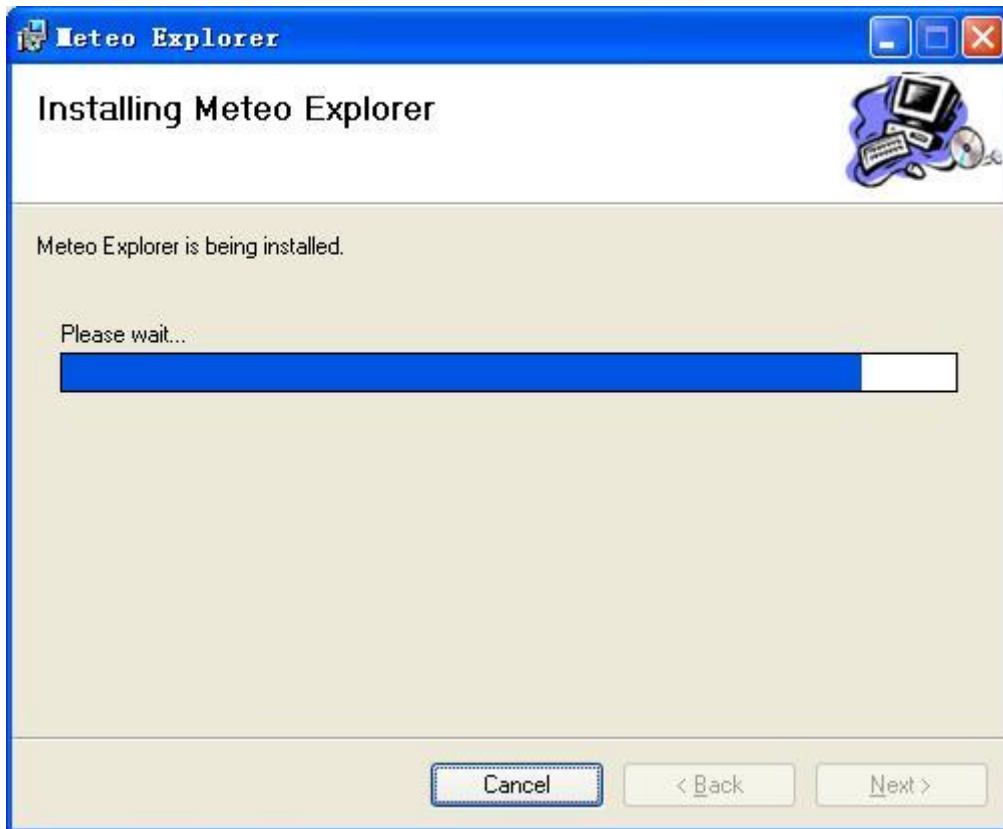 Meteo Explorer
Installing Meteo Explorer
Meteo Explorer is being installed.
Please wait...
Cancel
< Back
Next >